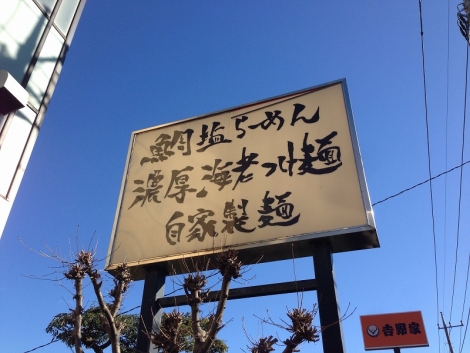 鯛塩らーめん
濃厚海老つけ麺
自家製麺
吉野家